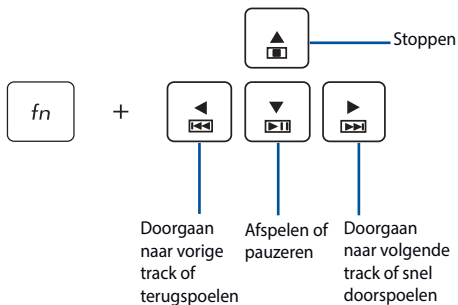 Stoppen
fn
+
Doorgaan
naar vorige
track of
terugspoelen
Afspelen of
pauzeren
Doorgaan
naar volgende
track of snel
doorspoelen